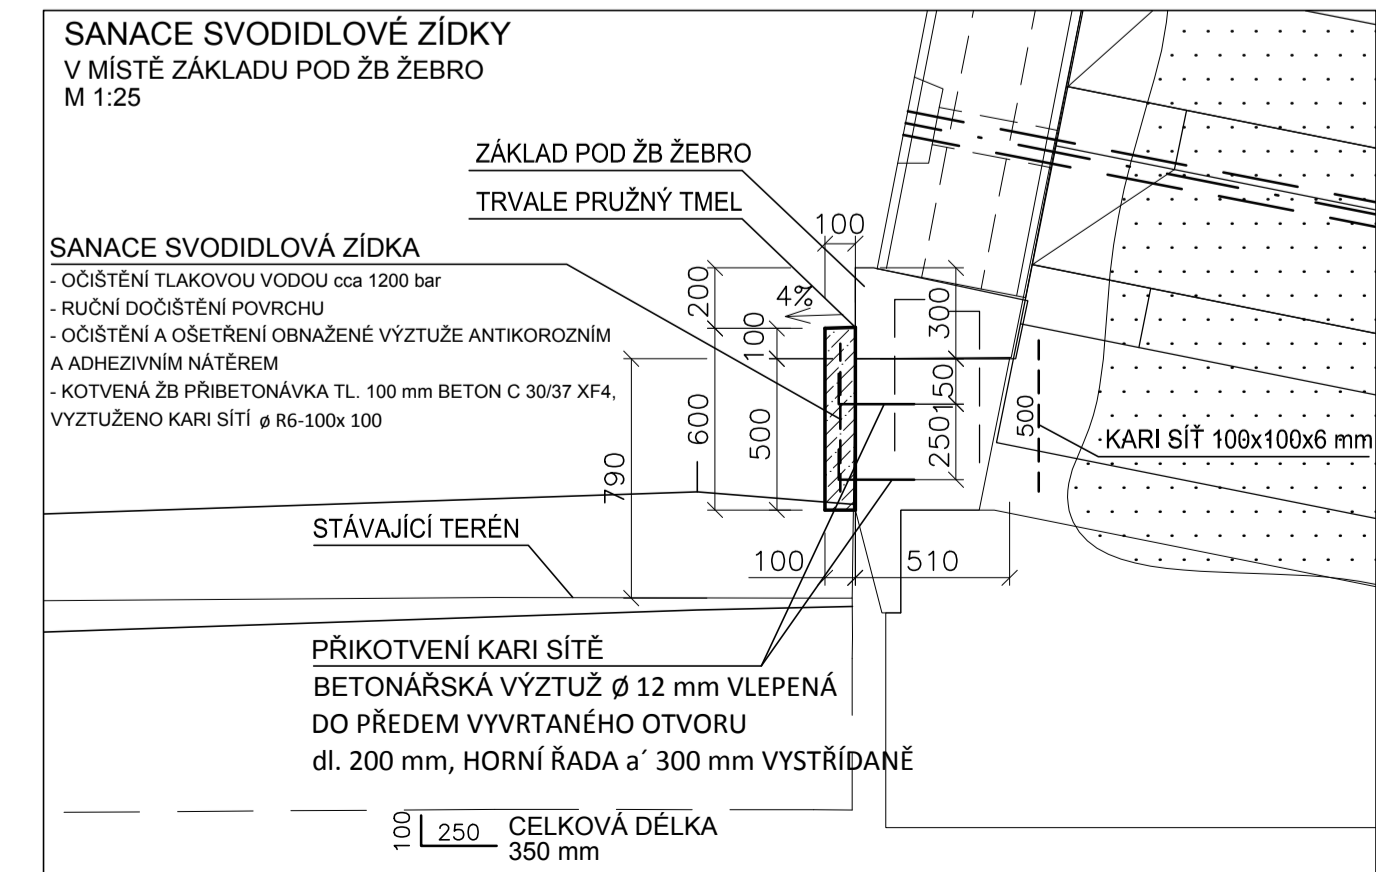 SANACE SVODIDLOVÉ ZÍDKY
V MÍSTĚ ZÁKLADU POD ŽB ŽEBRO
M 1:25
ZÁKLAD POD ŽB ŽEBRO
TRVALE PRUŽNÝ TMEL
SANACE SVODIDLOVÁ ZÍDKA
- OČIŠTĚNÍ TLAKOVOU VODOU cca 1200 bar
- RUČNÍ DOČIŠTĚNÍ POVRCHU
- OČIŠTĚNÍ A OŠETŘENÍ OBNAŽENÉ VÝZTUŽE ANTIKOROZNÍM
A ADHEZIVNÍM NÁTĚREM
- KOTVENÁ ŽB PŘIBETONÁVKA TL. 100 mm BETON C 30/37 XF4,
VYZTUŽENO KARI SÍTÍ ø R6-100x 100
100
200
4%
300
100
150
600
500
250
500
790
KARI SÍŤ 100x100x6 mm
STÁVAJÍCÍ TERÉN
100
510
PŘIKOTVENÍ KARI SÍTĚ
BETONÁŘSKÁ VÝZTUŽ Ø 12 mm VLEPENÁ
DO PŘEDEM VYVRTANÉHO OTVORU
dl. 200 mm, HORNÍ ŘADA a´ 300 mm VYSTŘÍDANĚ
100
250
CELKOVÁ DÉLKA
350 mm